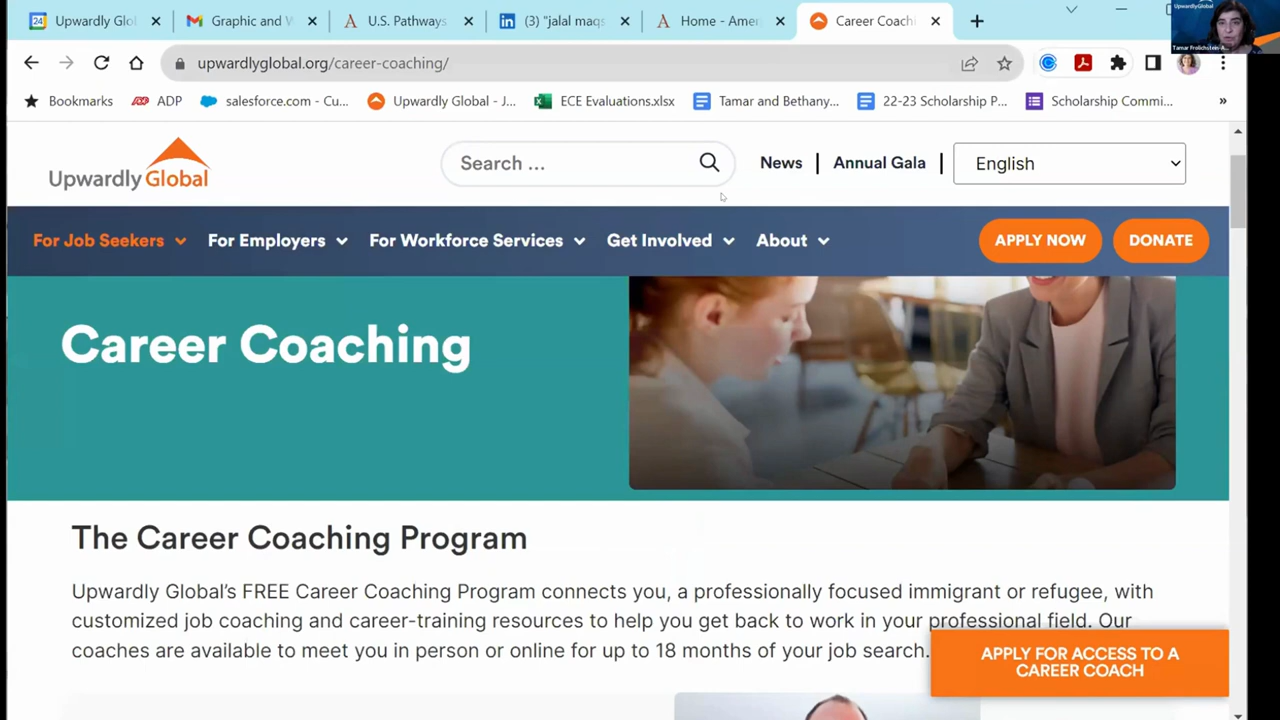 Upwardly Glol
Graphic and W
U.S. Pathways
(3) "jalal maqs
Home - Amer
Career Coachi
UpwardlyGlobal
upwardlyglobal.org/career-coaching/
Bookmarks
ADP
salesforce.com - Cu...
Upwardly Global - J...
ECE Evaluations.xlsx
Tamar and Bethany...
22-23 Scholarship P...
Scholarship Commi...
»
Upwardly Global
Search ...
News | Annual Gala |
English
For Job Seekers
For Employers
For Workforce Services
Get Involved
About
APPLY NOW
DONATE
Career Coaching
The Career Coaching Program
Upwardly Global's FREE Career Coaching Program connects you, a professionally focused immigrant or refugee, with
customized job coaching and career-training resources to help you get back to work in your professional field. Our
coaches are available to meet you in person or online for up to 18 months of your job search.
APPLY FOR ACCESS TO A
CAREER COACH